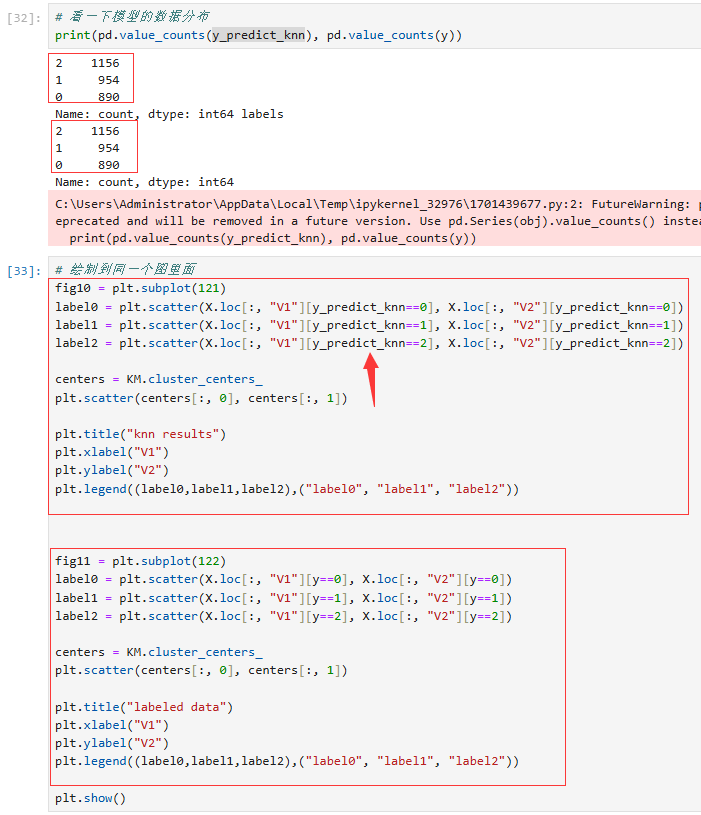 [32]:
# 看一下模型的数据分布
print(pd.value_counts(y_predict_knn), pd.value_counts(y))
2    1156
1     954
0     890
Name: count, dtype: int64 labels
2    1156
1     954
0     890
Name: count, dtype: int64
C:\Users\Administrator\AppData\Local\Temp\ipykernel_32976\1701439677.py:2: FutureWarning: p
eprecated and will be removed in a future version. Use pd.Series(obj).value_counts() instea
  print(pd.value_counts(y_predict_knn), pd.value_counts(y))
[33]:
# 绘制到同一个图里面
fig10 = plt.subplot(121)
label0 = plt.scatter(X.loc[:, "V1"][y_predict_knn==0], X.loc[:, "V2"][y_predict_knn==0])
label1 = plt.scatter(X.loc[:, "V1"][y_predict_knn==1], X.loc[:, "V2"][y_predict_knn==1])
label2 = plt.scatter(X.loc[:, "V1"][y_predict_knn==2], X.loc[:, "V2"][y_predict_knn==2])
centers = KM.cluster_centers_
plt.scatter(centers[:, 0], centers[:, 1])
plt.title("knn results")
plt.xlabel("V1")
plt.ylabel("V2")
plt.legend((label0,label1,label2),("label0", "label1", "label2"))
fig11 = plt.subplot(122)
label0 = plt.scatter(X.loc[:, "V1"][y==0], X.loc[:, "V2"][y==0])
label1 = plt.scatter(X.loc[:, "V1"][y==1], X.loc[:, "V2"][y==1])
label2 = plt.scatter(X.loc[:, "V1"][y==2], X.loc[:, "V2"][y==2])
centers = KM.cluster_centers_
plt.scatter(centers[:, 0], centers[:, 1])
plt.title("labeled data")
plt.xlabel("V1")
plt.ylabel("V2")
plt.legend((label0,label1,label2),("label0", "label1", "label2"))
plt.show()